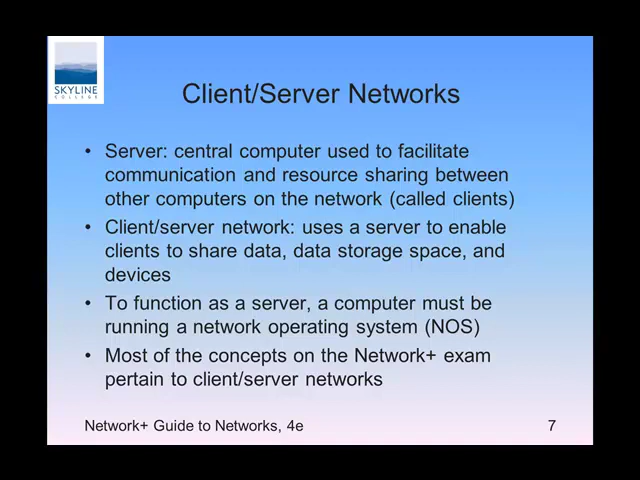 SKYLINE
COLLEGE
Client/Server Networks
• Server: central computer used to facilitate
communication and resource sharing between
other computers on the network (called clients)
• Client/server network: uses a server to enable
clients to share data, data storage space, and
devices
• To function as a server, a computer must be
running a network operating system (NOS)
• Most of the concepts on the Network+ exam
pertain to client/server networks
Network+ Guide to Networks, 4e 7